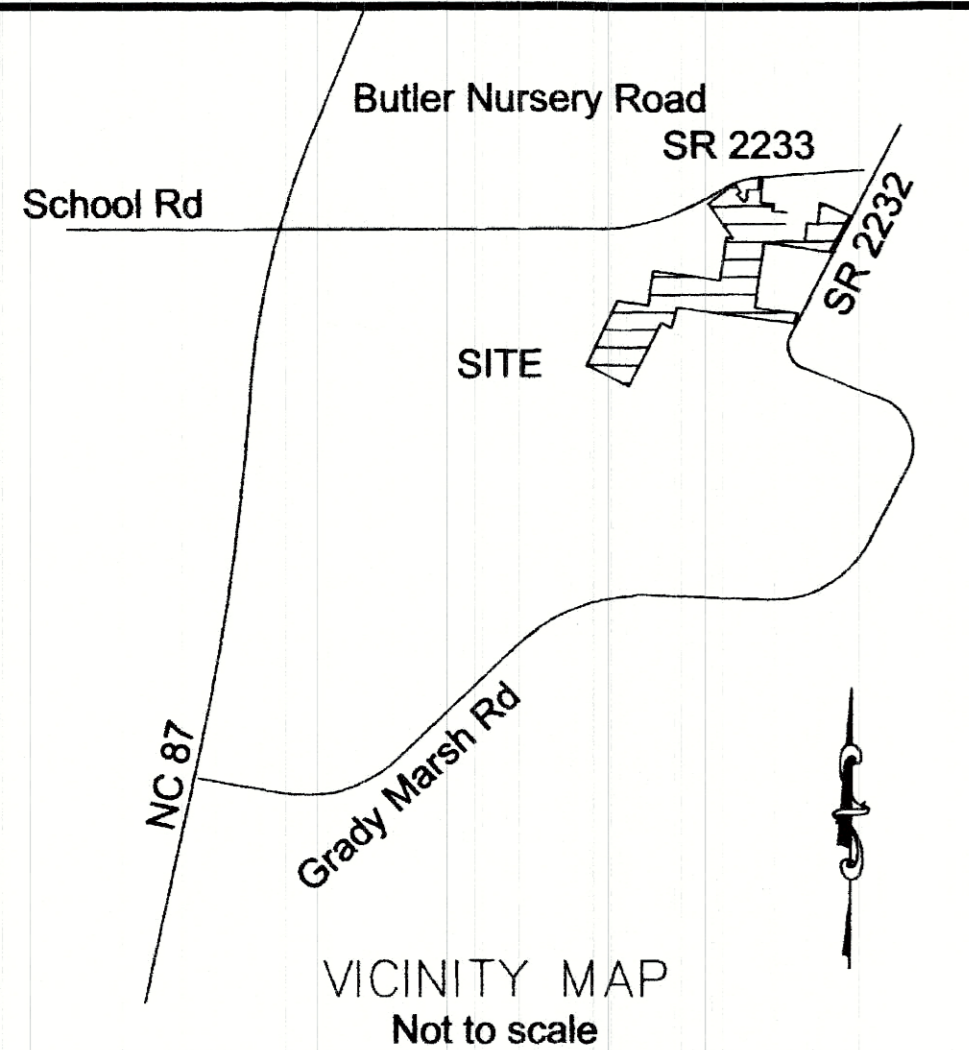 Butler Nursery Road
SR 2233
School Rd
SR 2232
SITE
NC 87
Grady Marsh Rd
VICINITY MAP
Not to scale